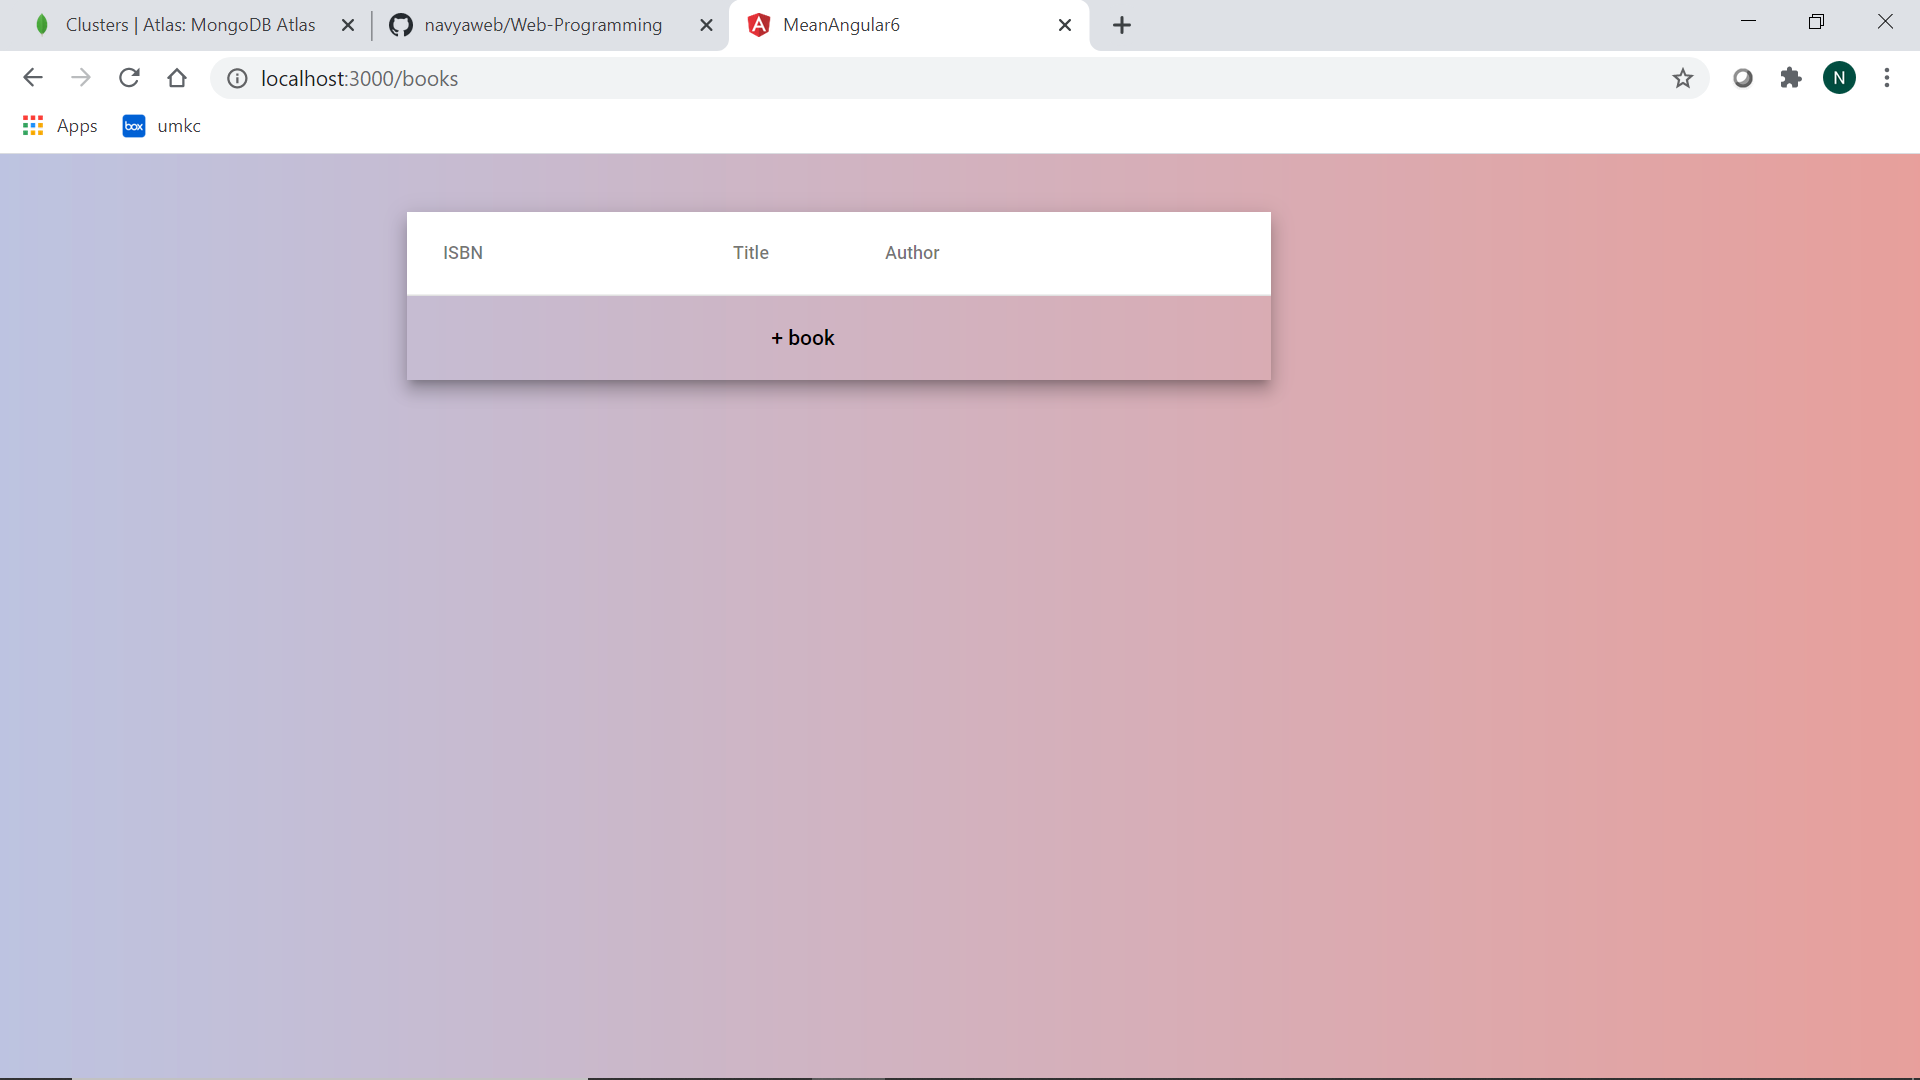 Clusters | Atlas: MongoDB Atlas
navyaweb/Web-Programming
MeanAngular6
localhost:3000/books
N
Apps
box
umkc
ISBN Title Author
+ book